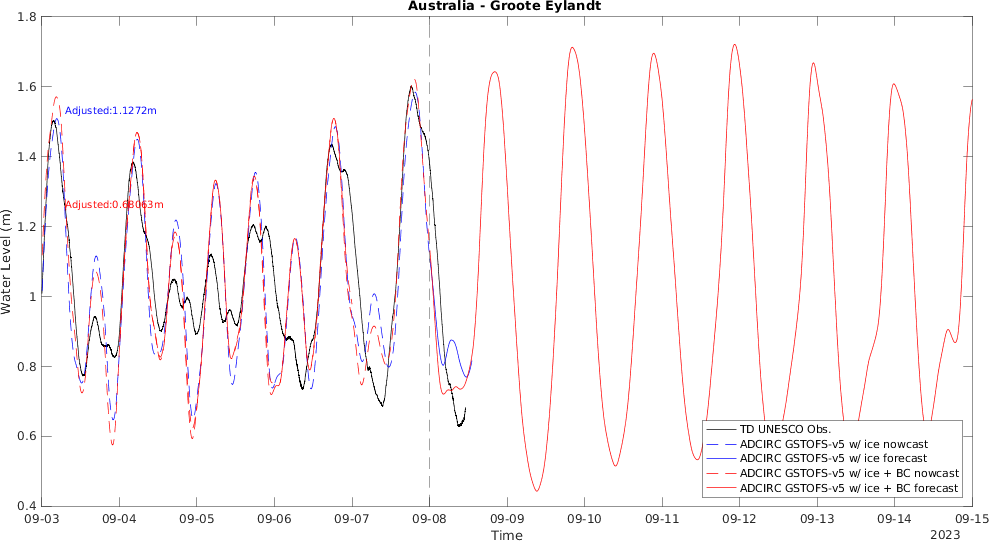 Australia - Groote Eylandt
1.8
1.6
1.4
1.2
1
0.8
0.6
0.4
Water Level (m)
Adjusted:1.1272m
Adjusted:0.68063m
TD UNESCO Obs.
ADCIRC GSTOFS-v5 w/ ice nowcast
ADCIRC GSTOFS-v5 w/ ice forecast
ADCIRC GSTOFS-v5 w/ ice + BC nowcast
ADCIRC GSTOFS-v5 w/ ice + BC forecast
09-03 09-04 09-05 09-06 09-07 09-08 09-09 09-10 09-11 09-12 09-13 09-14 09-15
Time
2023